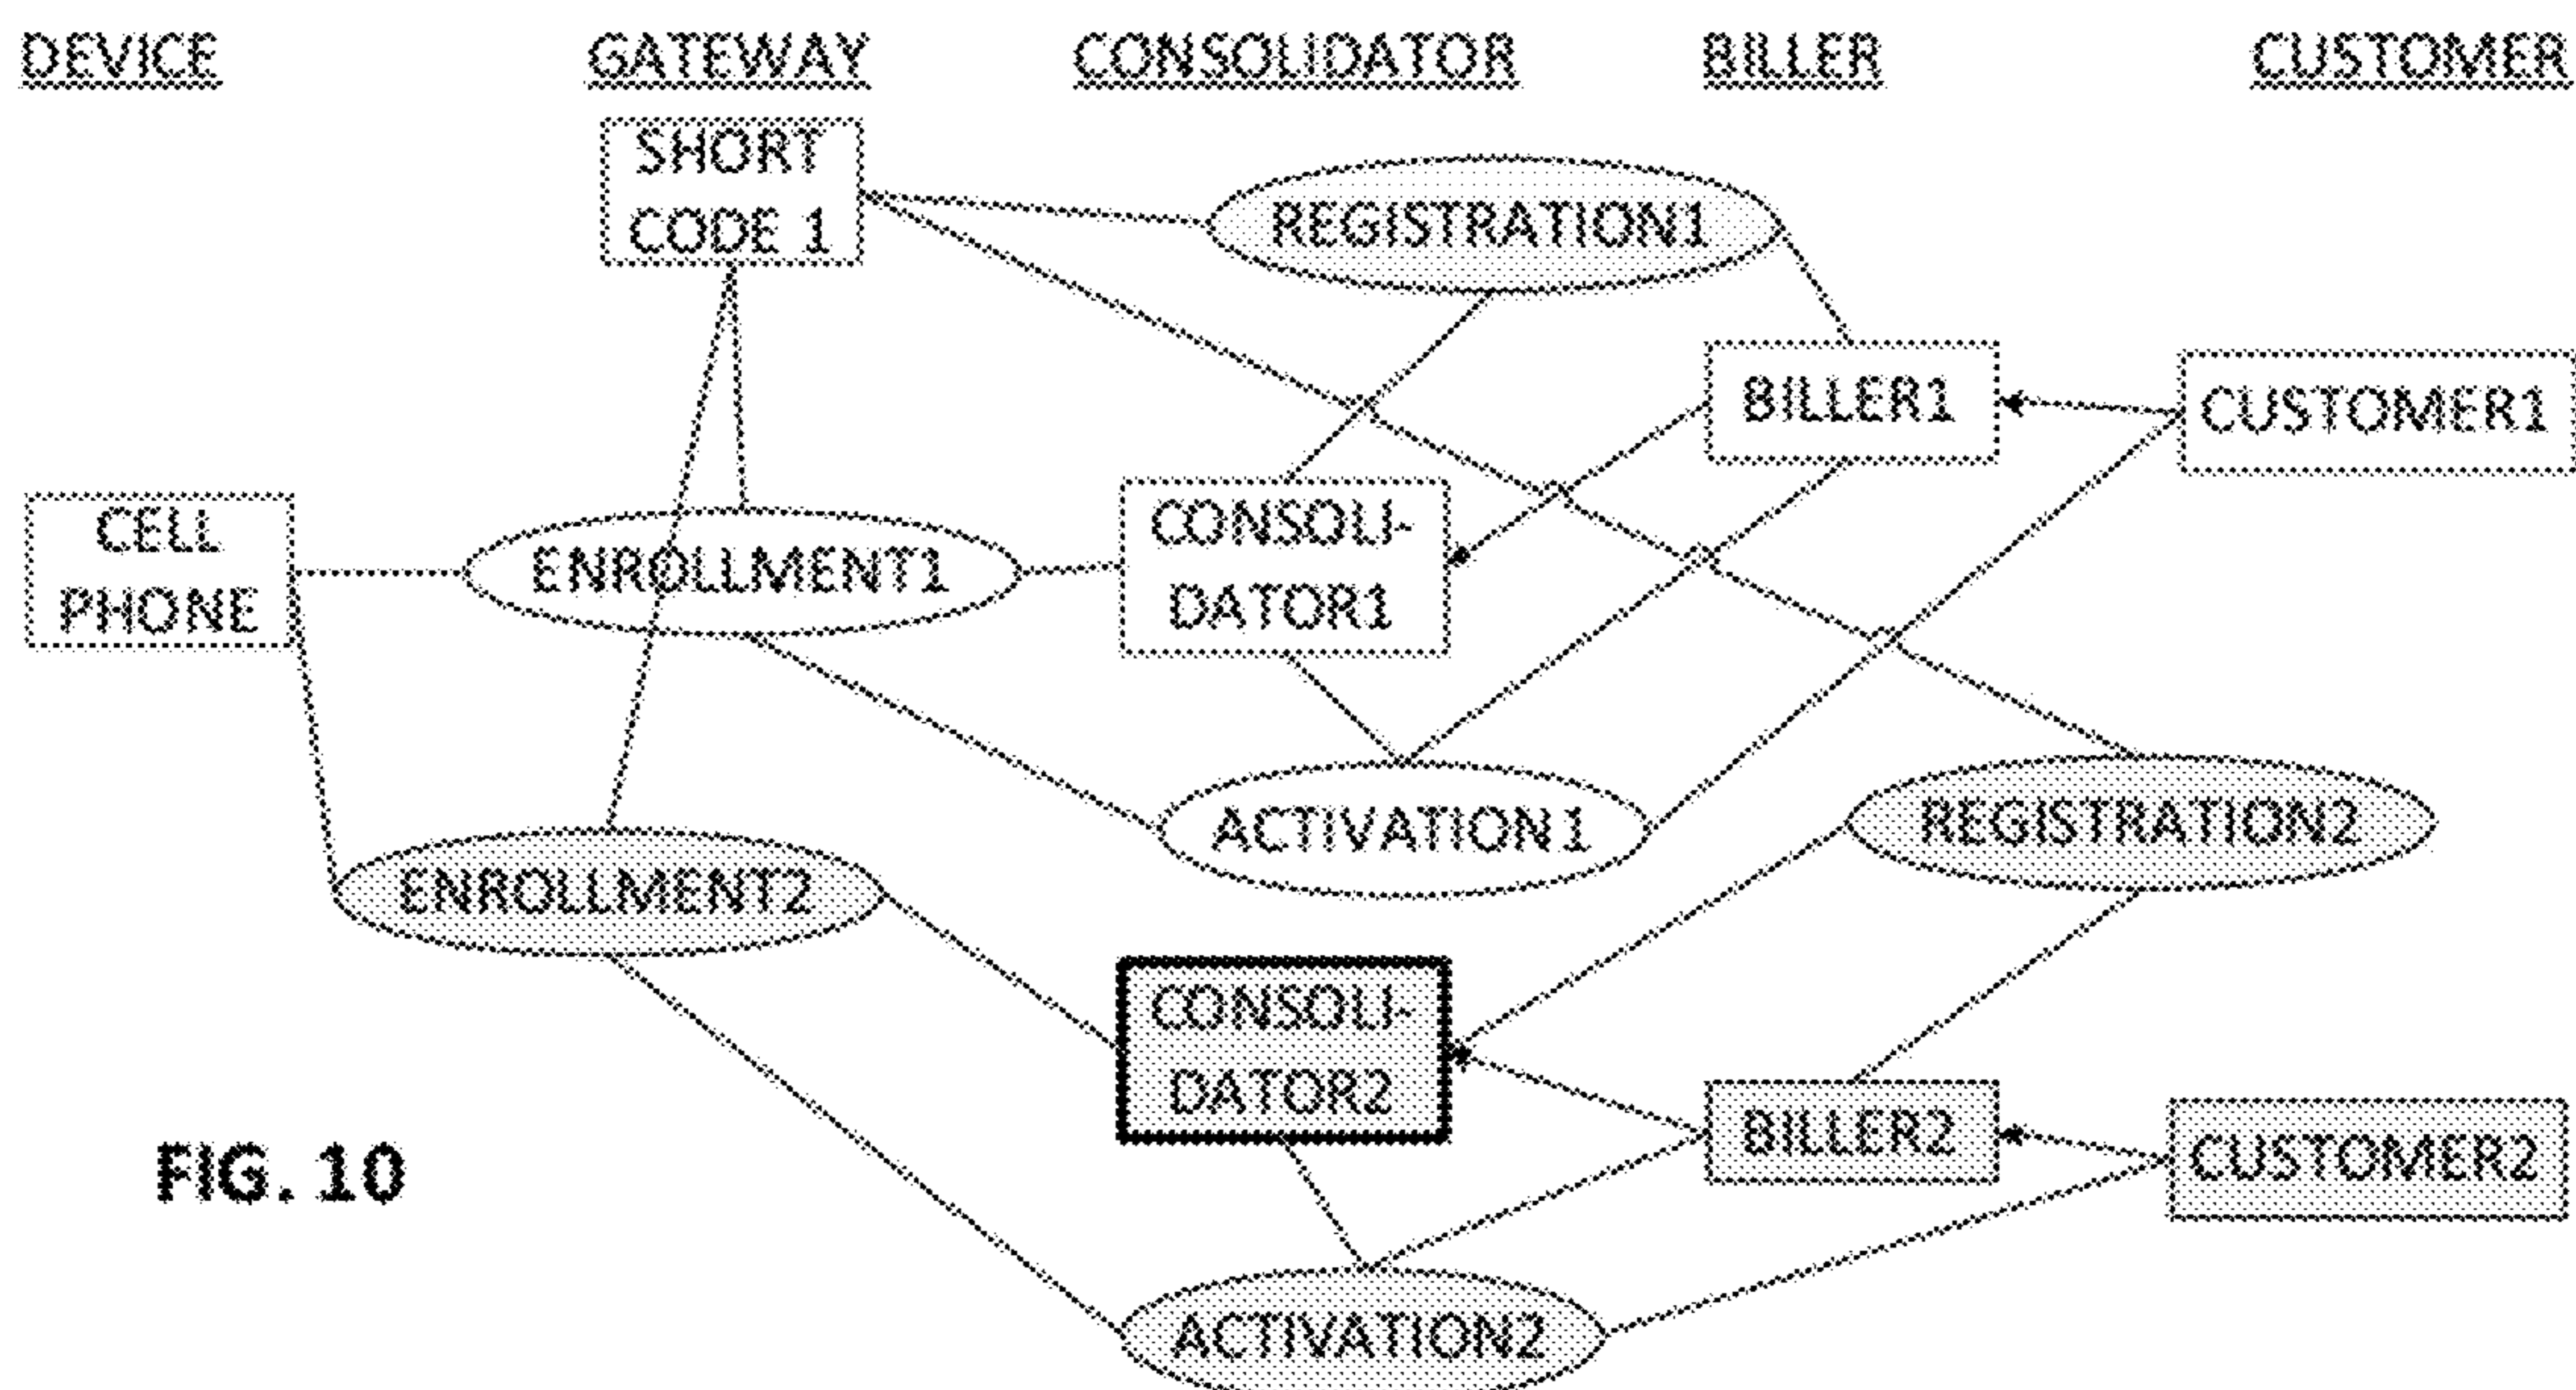 DEVICE GATEWAY CONSOLIDATOR BILLER CUSTOMER
SHORT
CODE 1
REGISTRATION1
BILLER1
CUSTOMER1
CELL
PHONE
ENROLLMENT1
CONSOLI-
DATOR1
ACTIVATION1
REGISTRATION2
ENROLLMENT2
CONSOLI-
DATOR2
BILLER2
CUSTOMER2
FIG. 10
ACTIVATION2